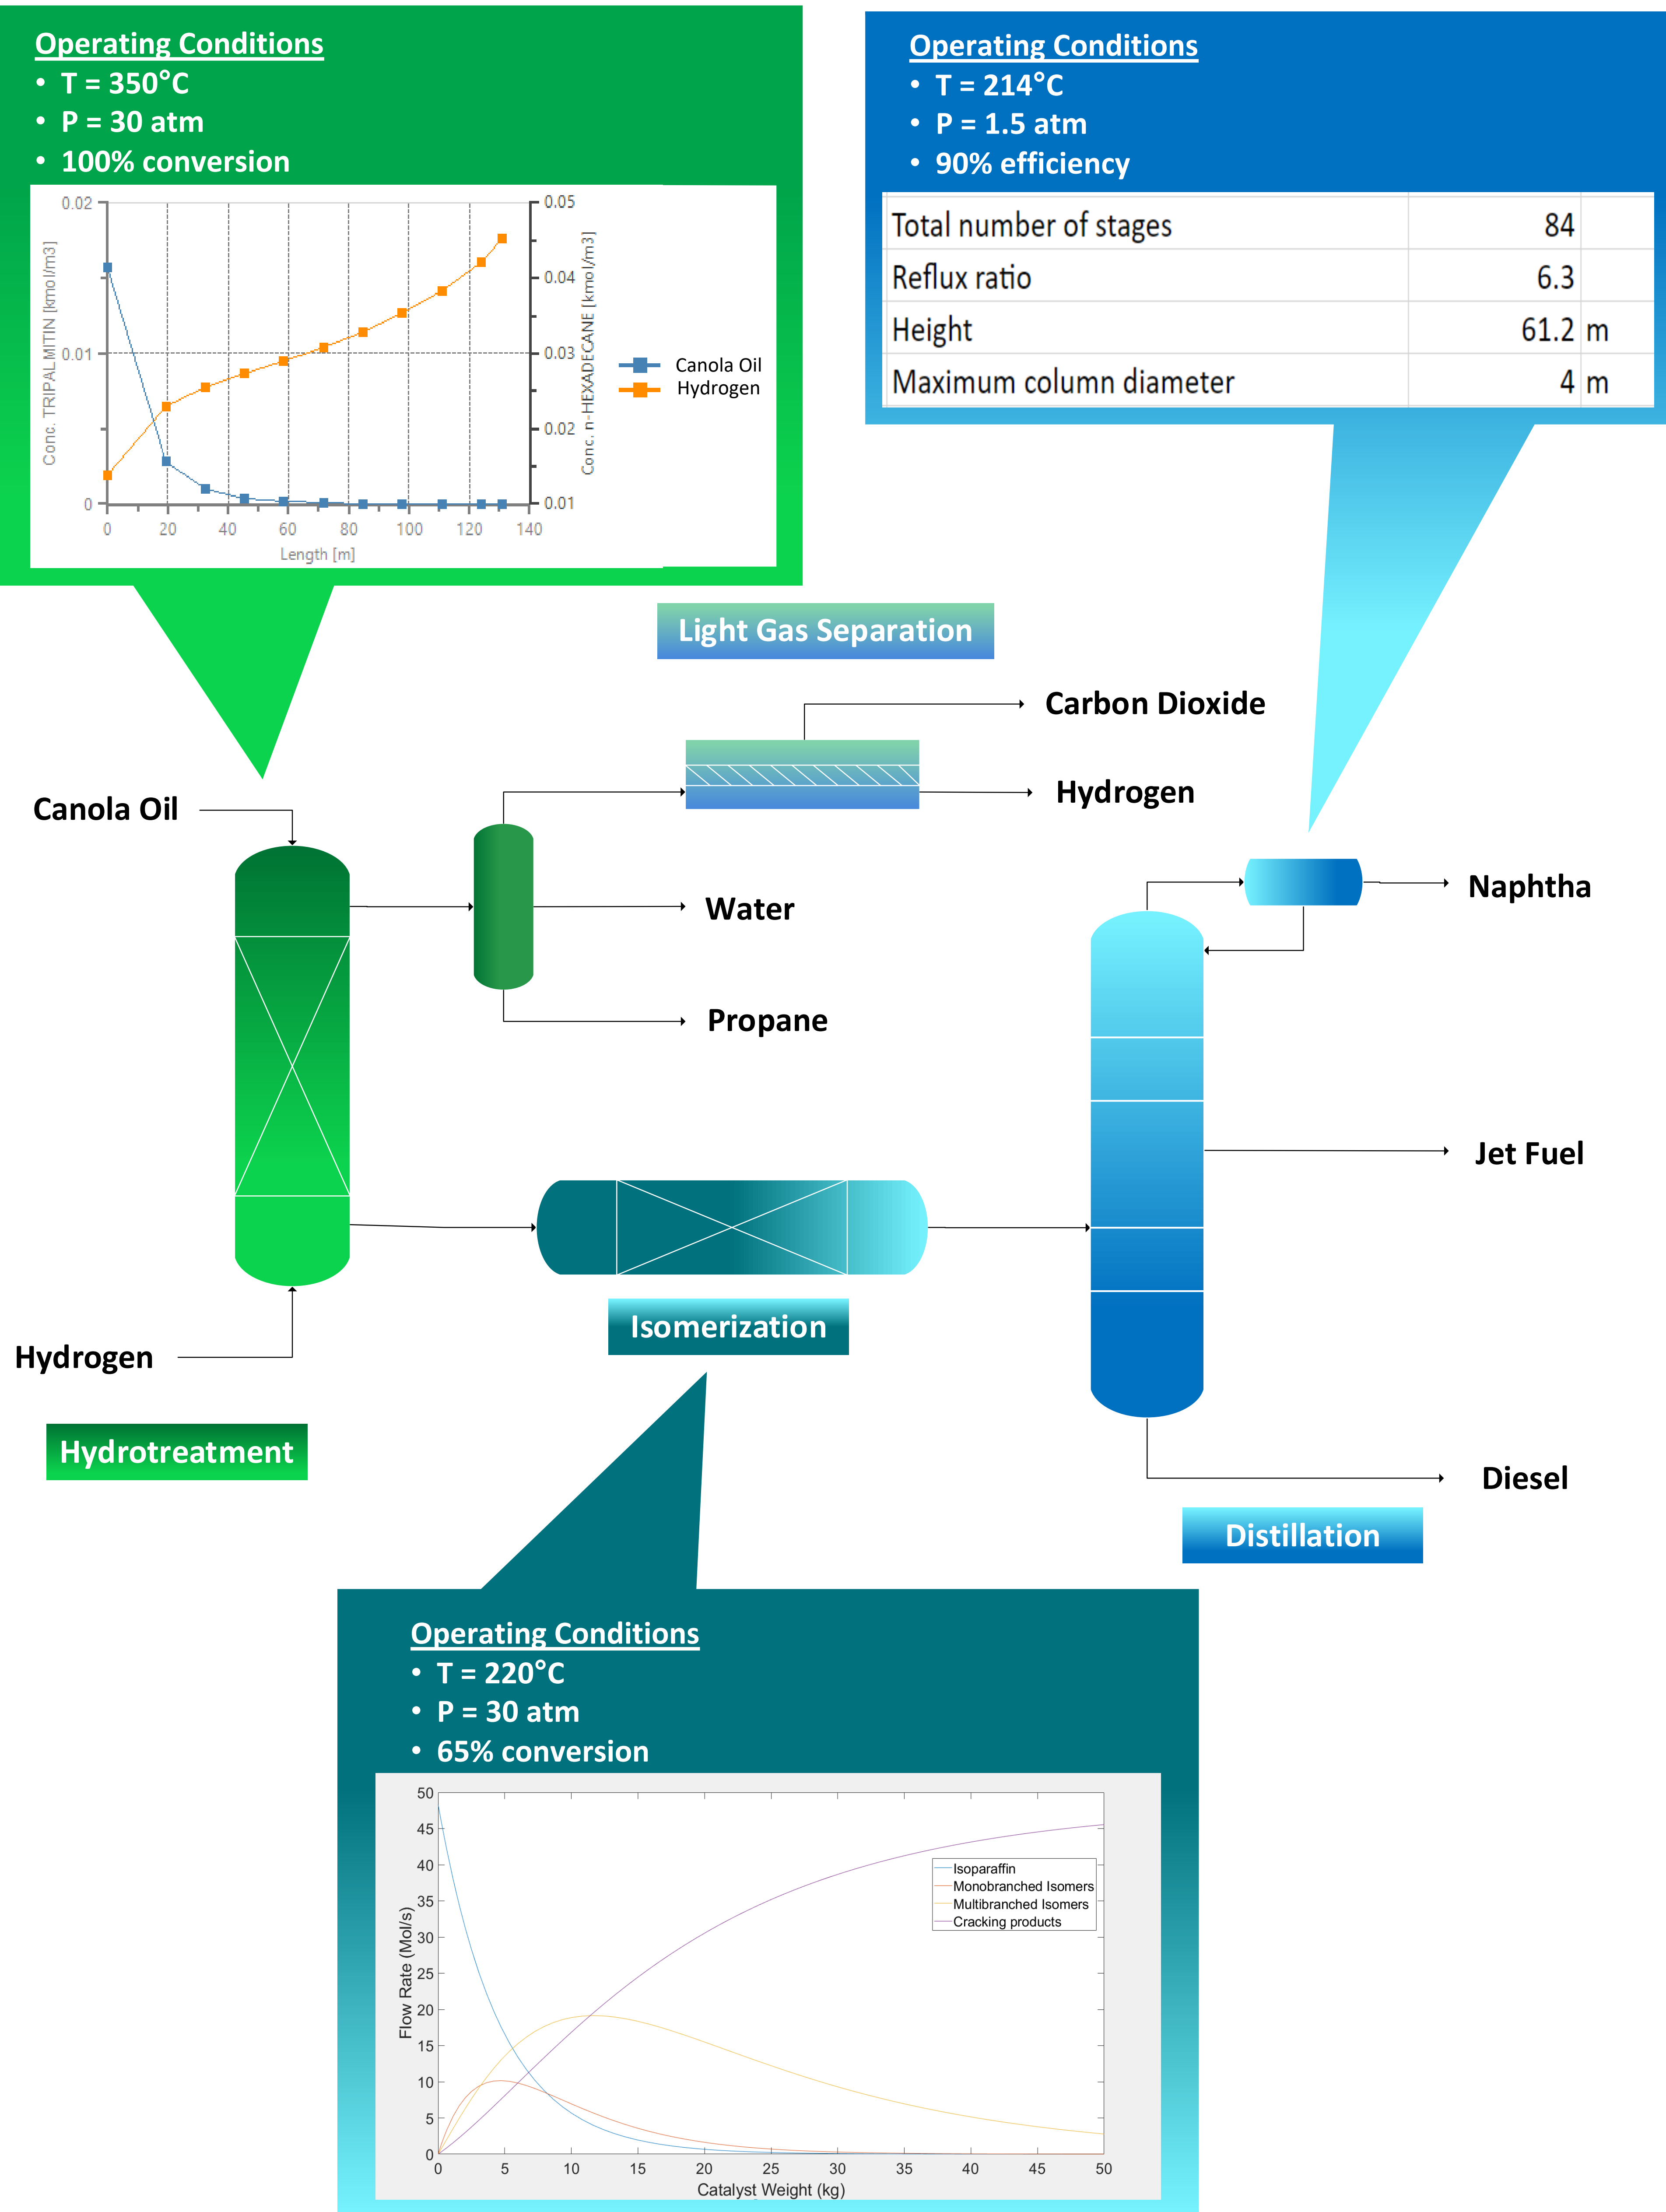 Operating Conditions
• T = 350°C
• P = 30 atm
• 100% conversion
0.02
0.01
0
Conc. TRIPALMITIN [kmol/m3]
0.05
0.04
0.03
0.02
0.01
Conc. n-HEXADECANE [kmol/m3]
0 20 40 60 80 100 120 140
Length [m]
Canola Oil
Hydrogen
Operating Conditions
• T = 214°C
• P = 1.5 atm
• 90% efficiency
Total number of stages 84
Reflux ratio 6.3
Height 61.2 m
Maximum column diameter 4 m
Light Gas Separation
Carbon Dioxide
Hydrogen
Canola Oil
Water
Propane
Naphtha
Jet Fuel
Isomerization
Hydrogen
Hydrotreatment
Diesel
Distillation
Operating Conditions
• T = 220°C
• P = 30 atm
• 65% conversion
50
45
40
35
30
25
20
15
10
5
0
Flow Rate (Mol/s)
Isoparaffin
Monobranched Isomers
Multibranched Isomers
Cracking products
0 5 10 15 20 25 30 35 40 45 50
Catalyst Weight (kg)